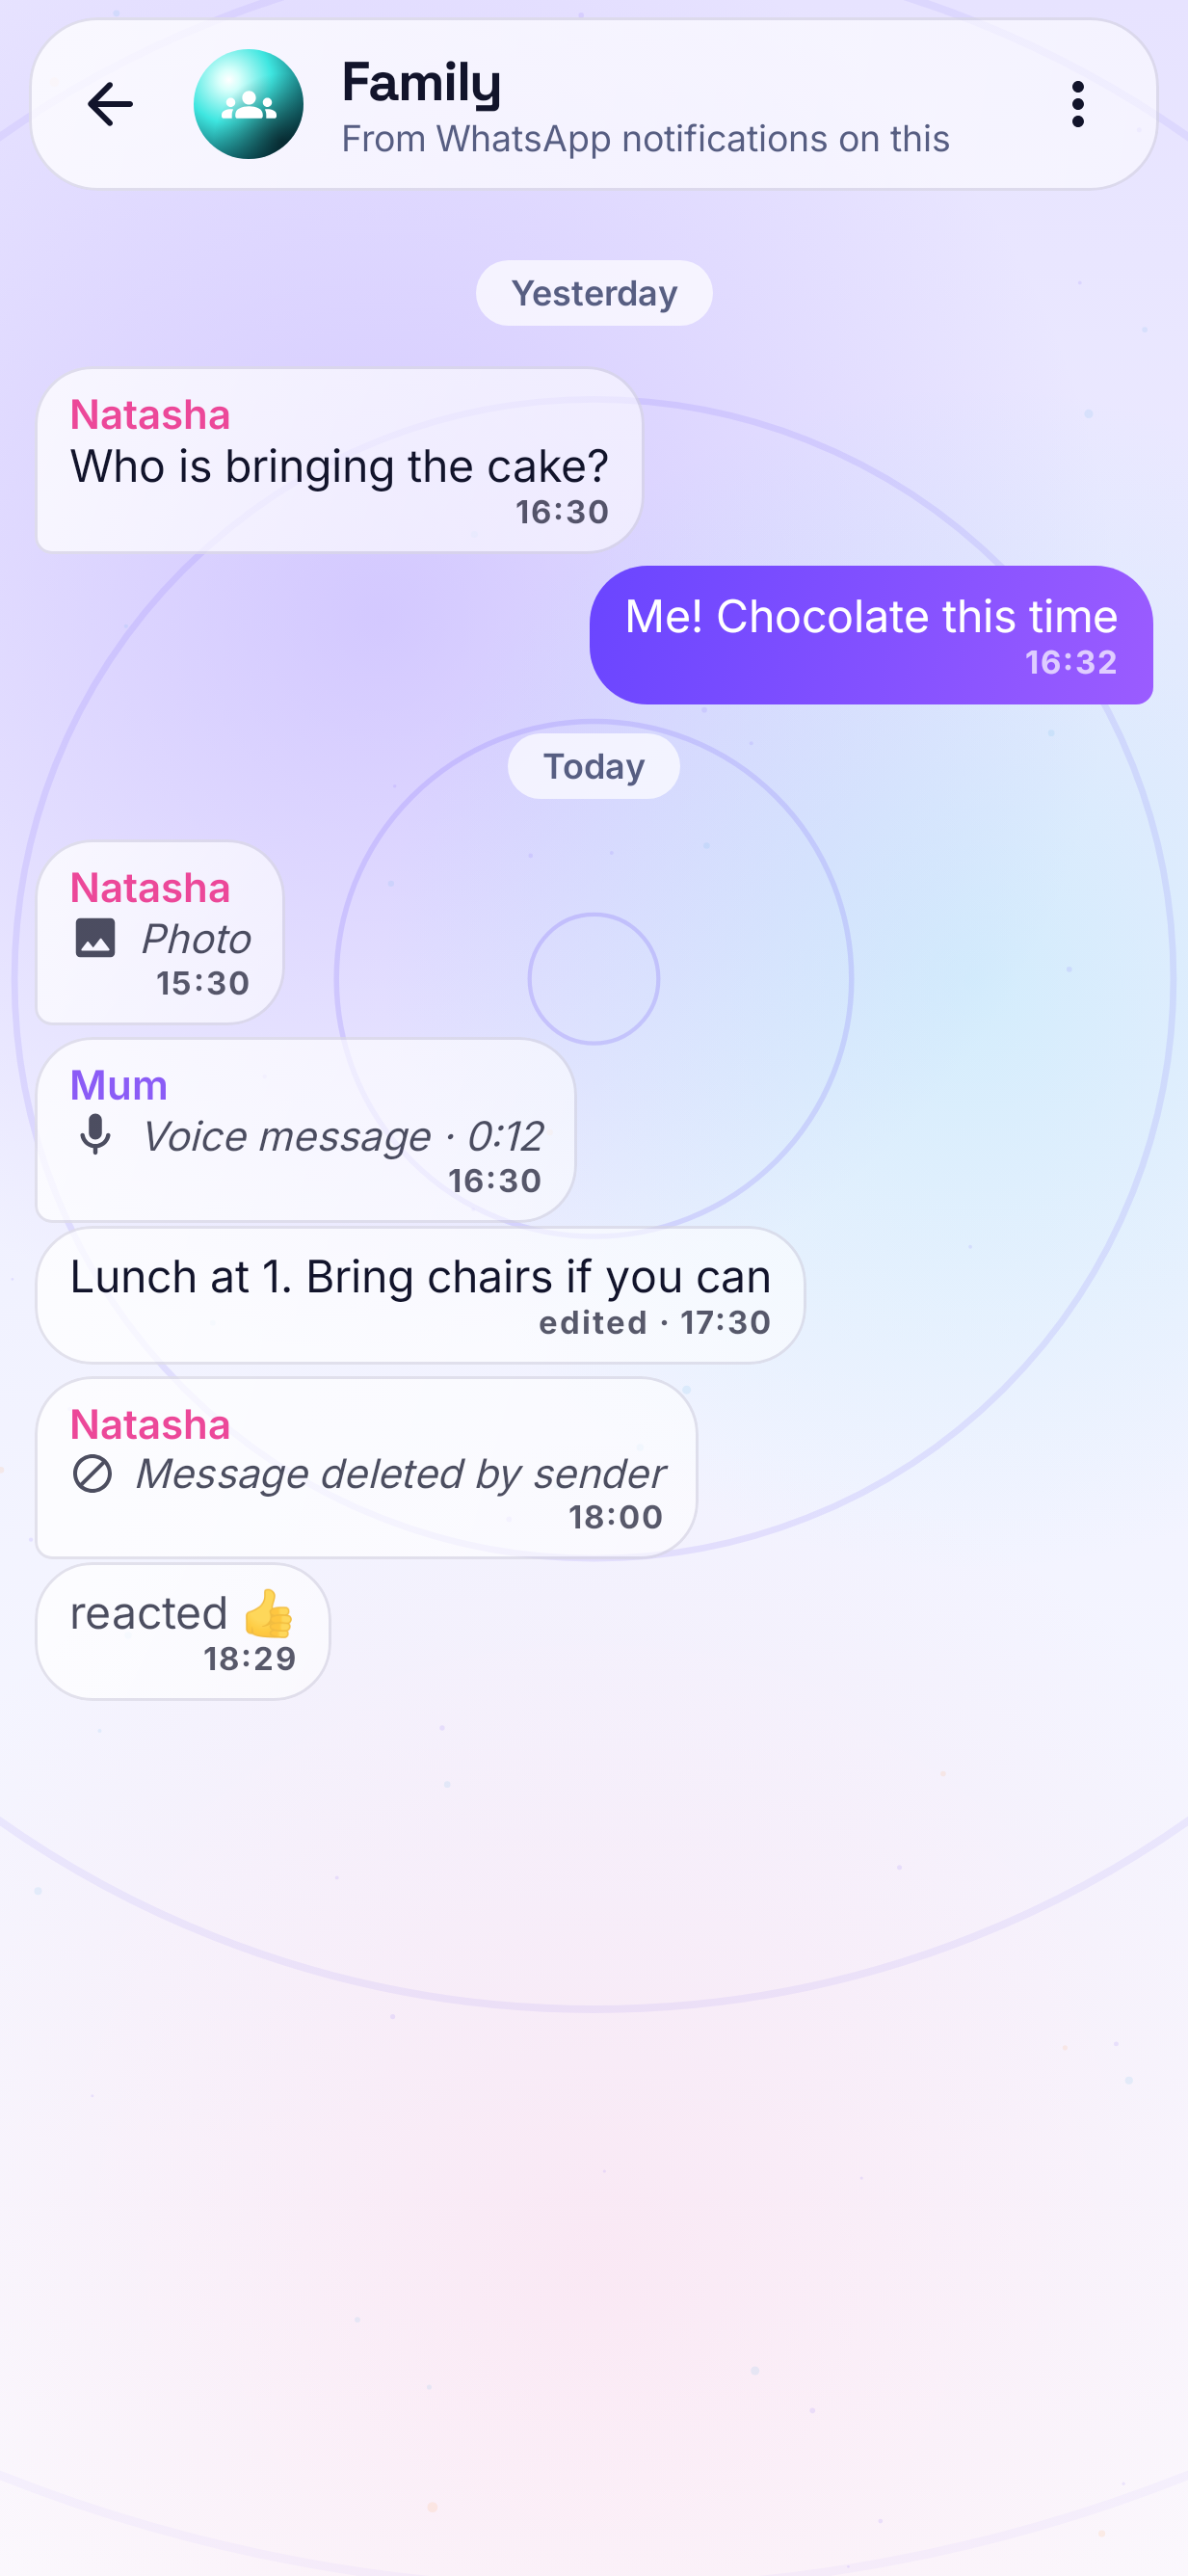 Family
From WhatsApp notifications on this
Yesterday
Natasha
Who is bringing the cake?
16:30
Me! Chocolate this time
16:32
Today
Natasha
Photo
15:30
Mum
Voice message · 0:12
16:30
Lunch at 1. Bring chairs if you can
edited · 17:30
Natasha
Message deleted by sender
18:00
reacted 👍
18:29